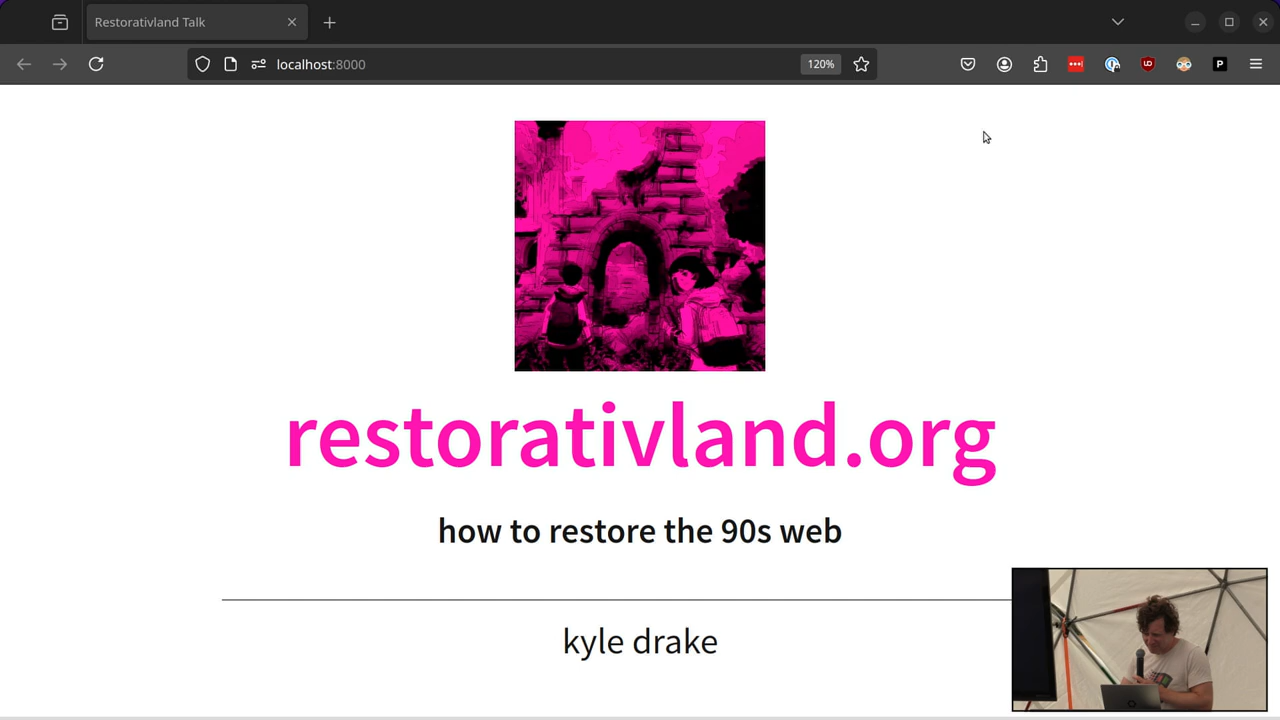 Restorativland Talk
localhost:8000
120%
restorativland.org
how to restore the 90s web
kyle drake